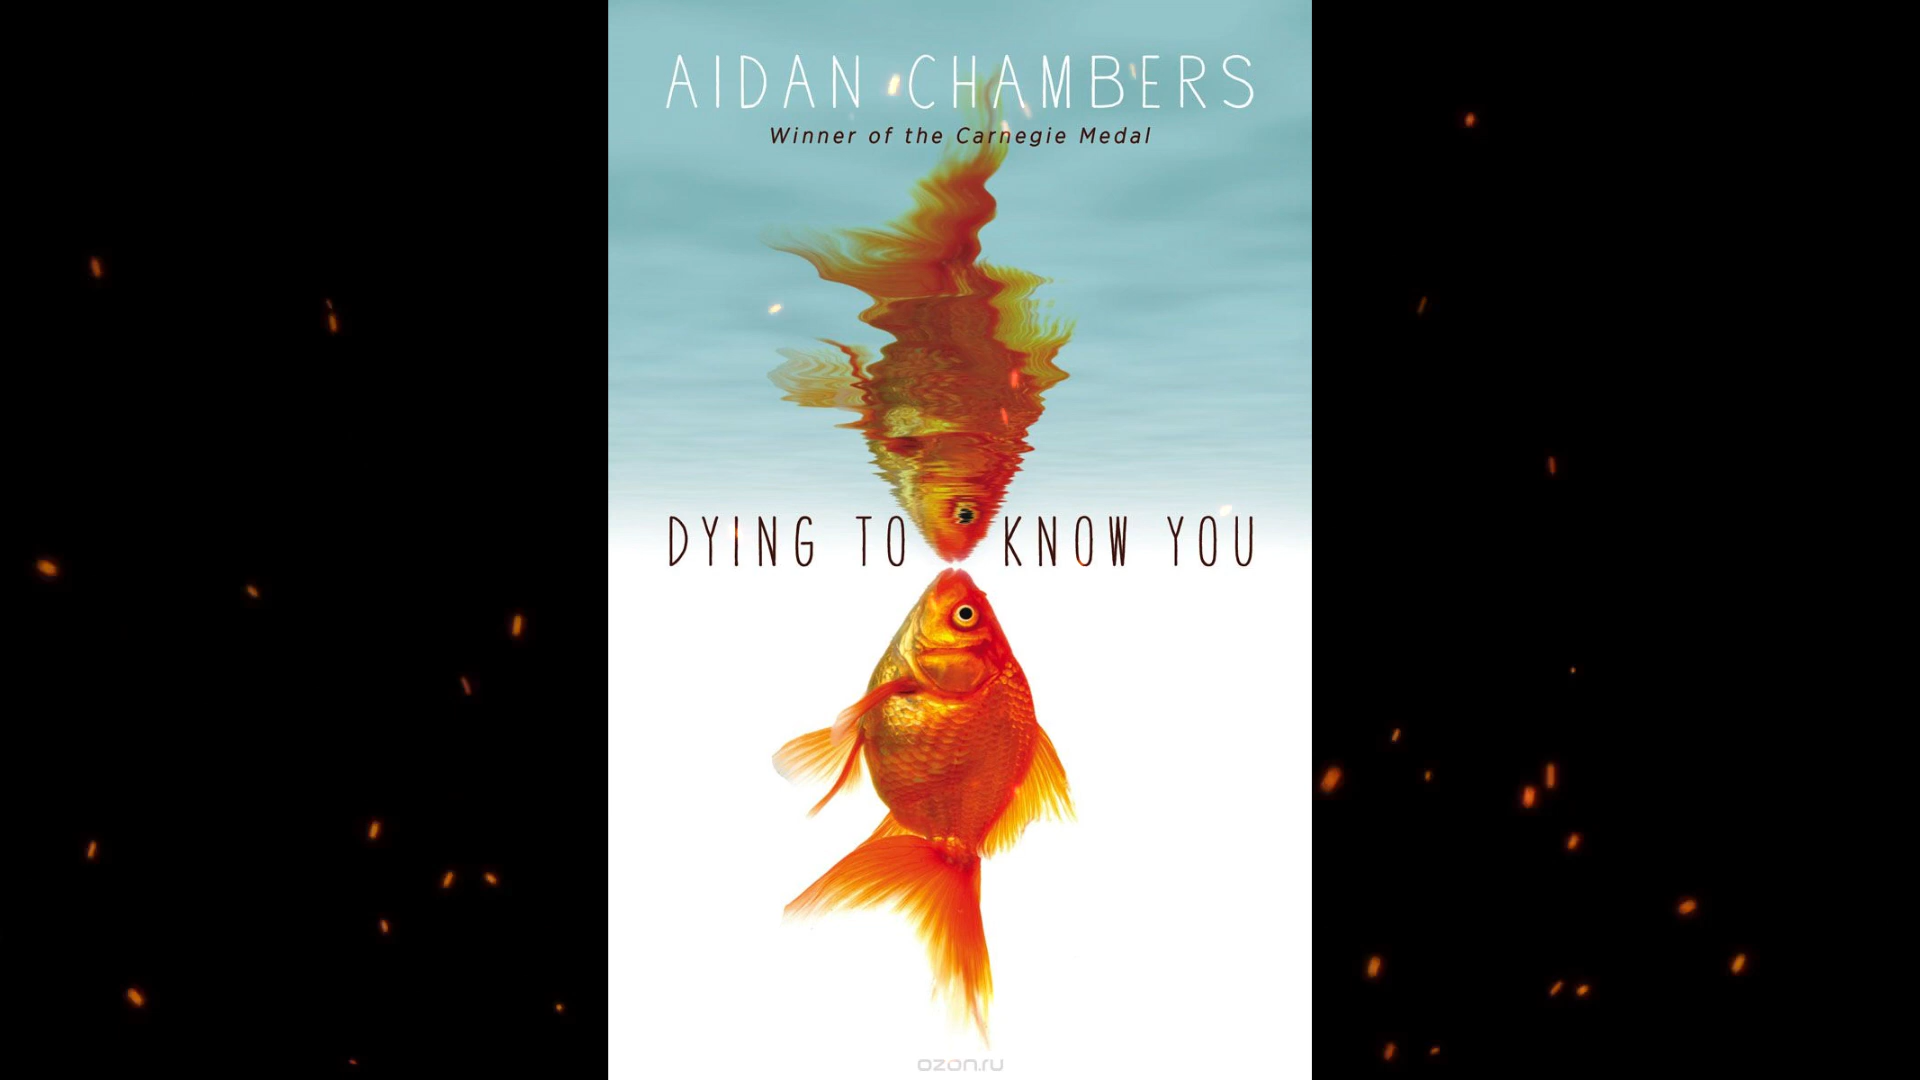 AIDAN CHAMBERS
Winner of the Carnegie Medal
DYING TO KNOW YOU
ozon.ru